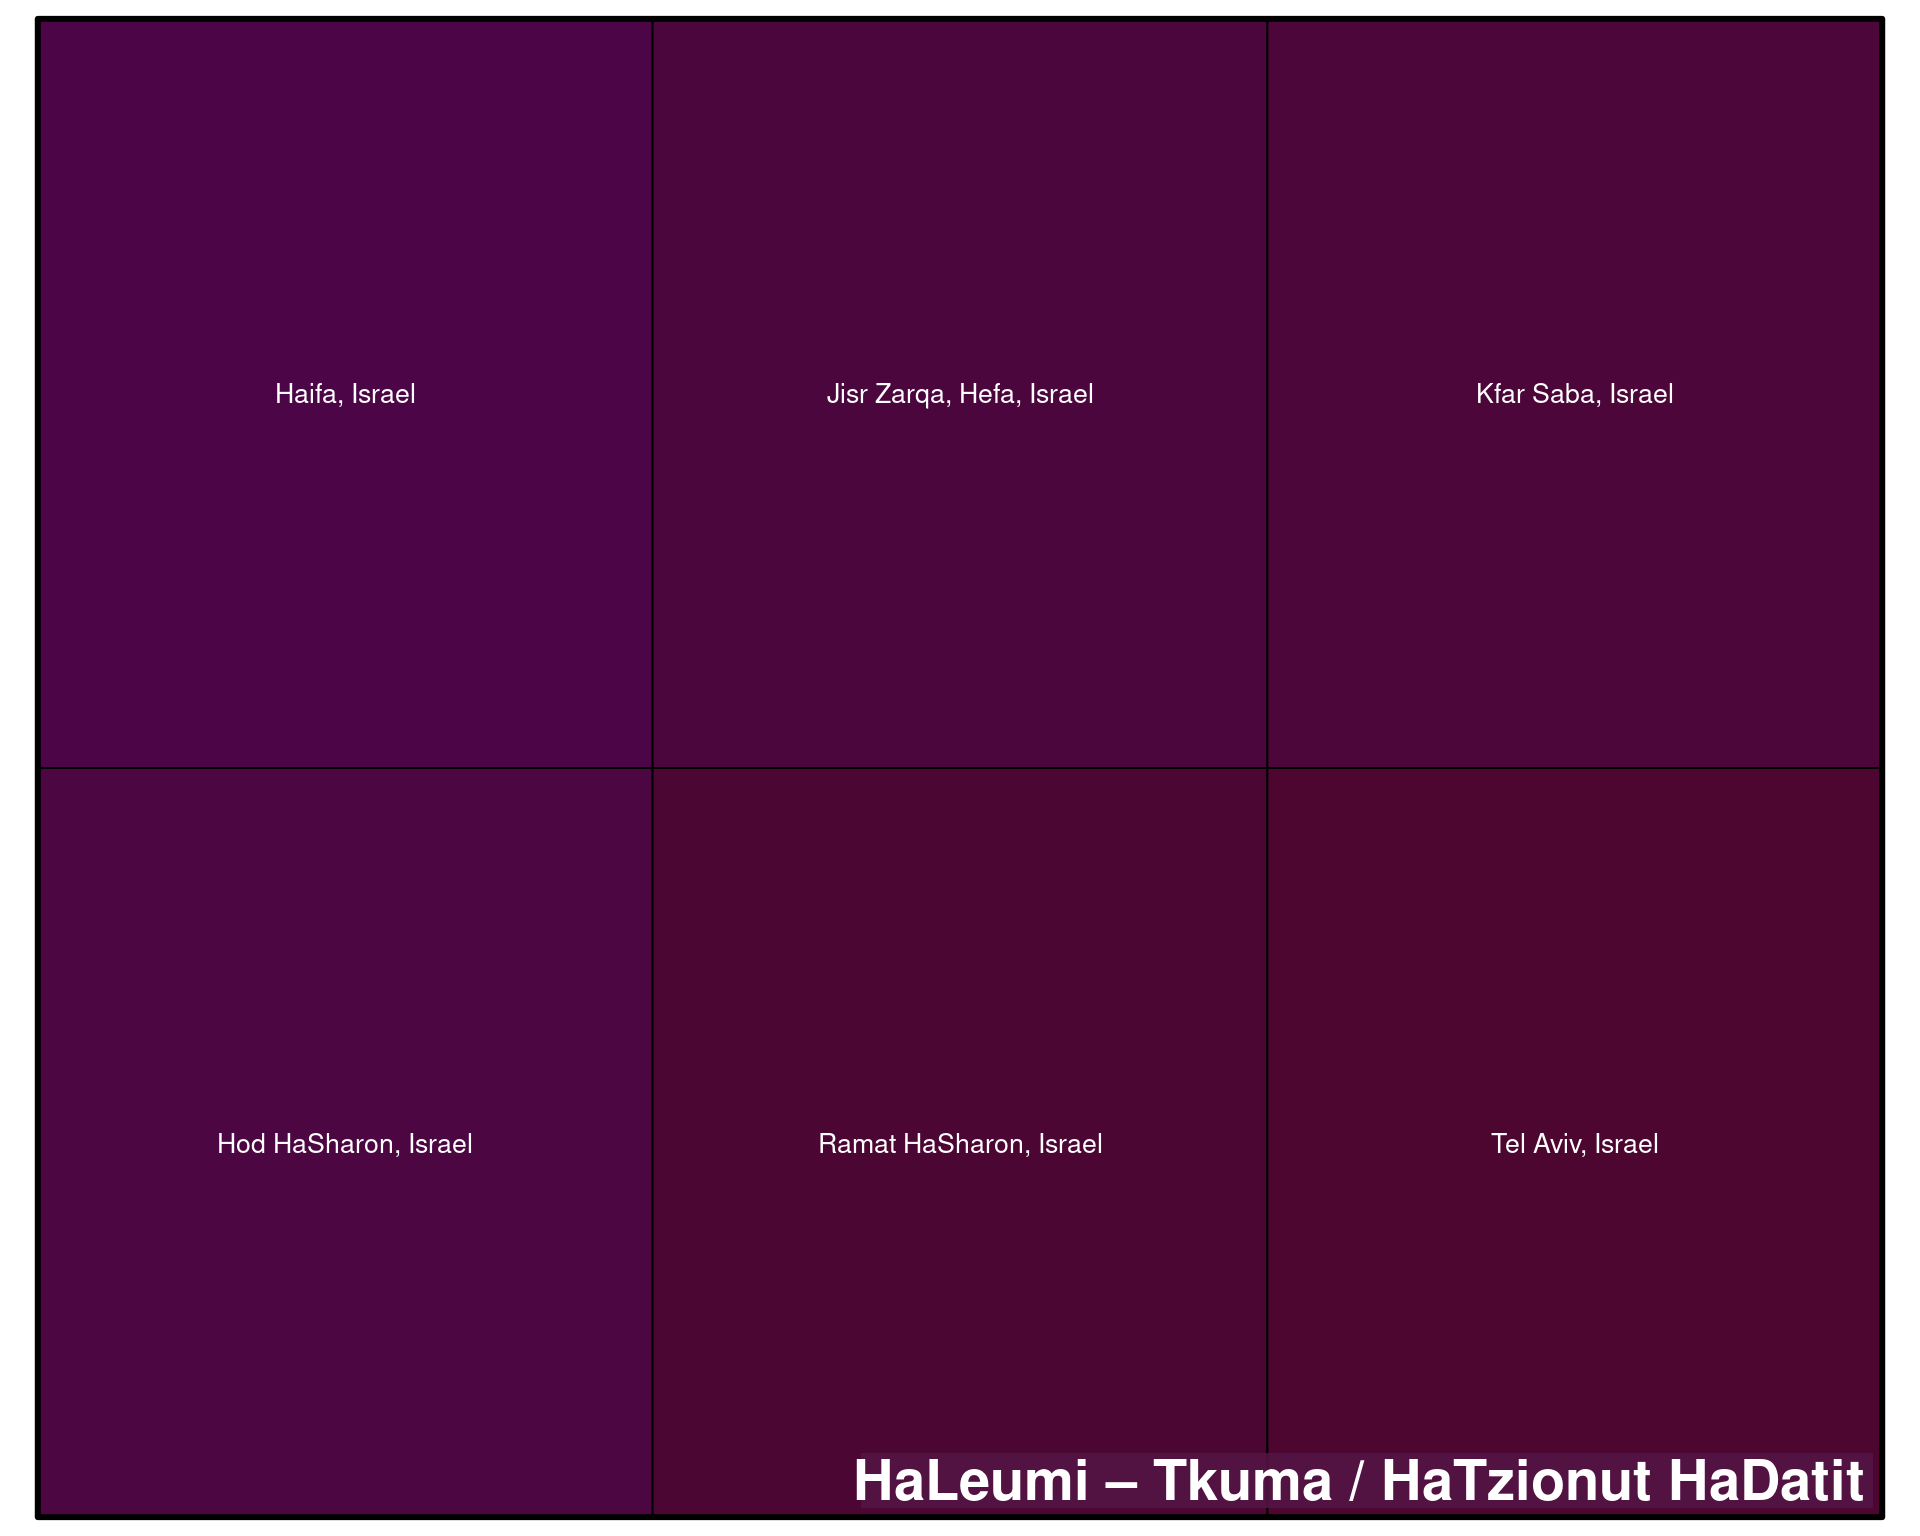 Haifa, Israel
Jisr Zarqa, Hefa, Israel
Kfar Saba, Israel
Hod HaSharon, Israel
Ramat HaSharon, Israel
Tel Aviv, Israel
HaLeumi – Tkuma / HaTzionut HaDatit